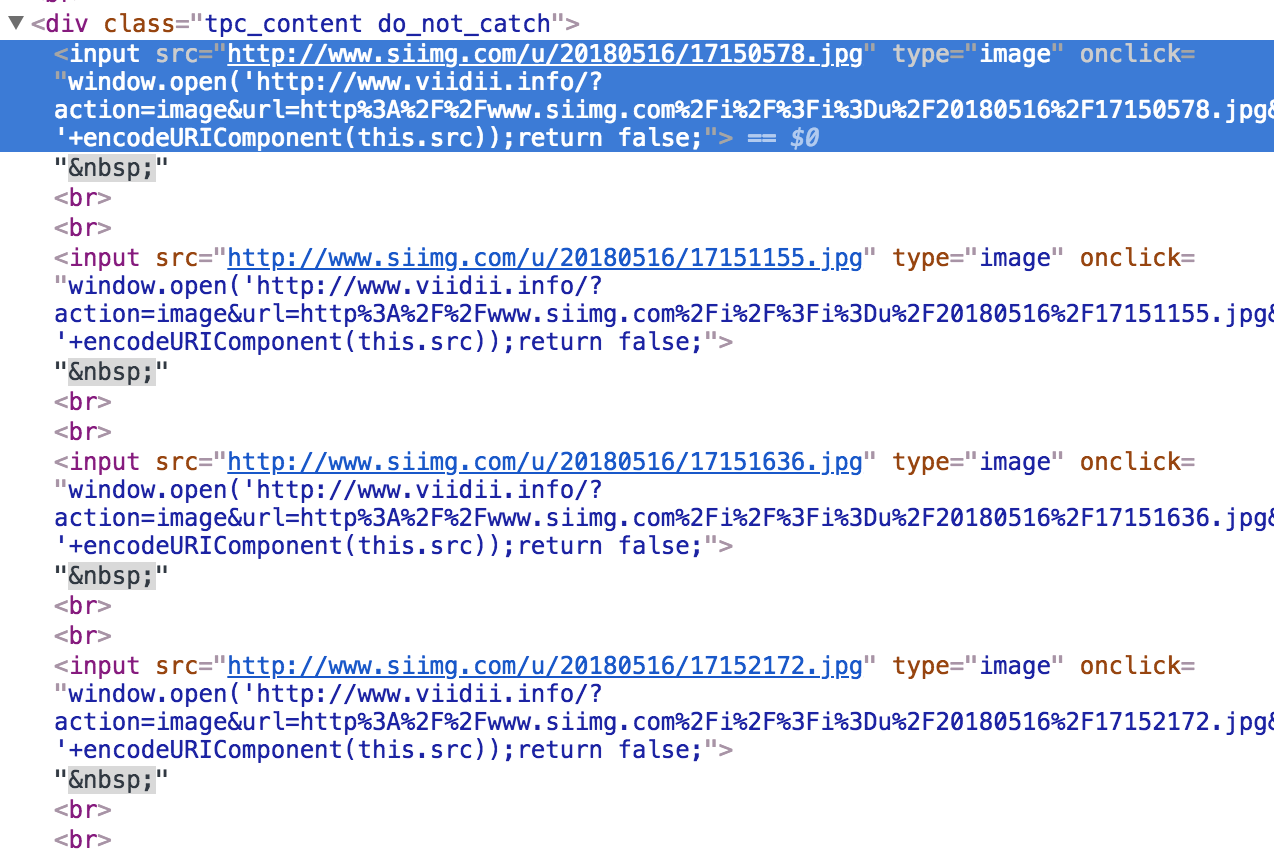 ▼<div class="tpc_content do_not_catch">
<input src="http://www.siimg.com/u/20180516/17150578.jpg" type="image" onclick=
"window.open('http://www.viidii.info/?
action=image&url=http%3A%2F%2Fwww.siimg.com%2Fi%2F%3Fi%3Du%2F20180516%2F17150578.jpg&
'+encodeURIComponent(this.src));return false;"> == $0
"&nbsp;"
<br>
<br>
<input src="http://www.siimg.com/u/20180516/17151155.jpg" type="image" onclick=
"window.open('http://www.viidii.info/?
action=image&url=http%3A%2F%2Fwww.siimg.com%2Fi%2F%3Fi%3Du%2F20180516%2F17151155.jpg&
'+encodeURIComponent(this.src));return false;">
"&nbsp;"
<br>
<br>
<input src="http://www.siimg.com/u/20180516/17151636.jpg" type="image" onclick=
"window.open('http://www.viidii.info/?
action=image&url=http%3A%2F%2Fwww.siimg.com%2Fi%2F%3Fi%3Du%2F20180516%2F17151636.jpg&
'+encodeURIComponent(this.src));return false;">
"&nbsp;"
<br>
<br>
<input src="http://www.siimg.com/u/20180516/17152172.jpg" type="image" onclick=
"window.open('http://www.viidii.info/?
action=image&url=http%3A%2F%2Fwww.siimg.com%2Fi%2F%3Fi%3Du%2F20180516%2F17152172.jpg&
'+encodeURIComponent(this.src));return false;">
"&nbsp;"
<br>
<br>